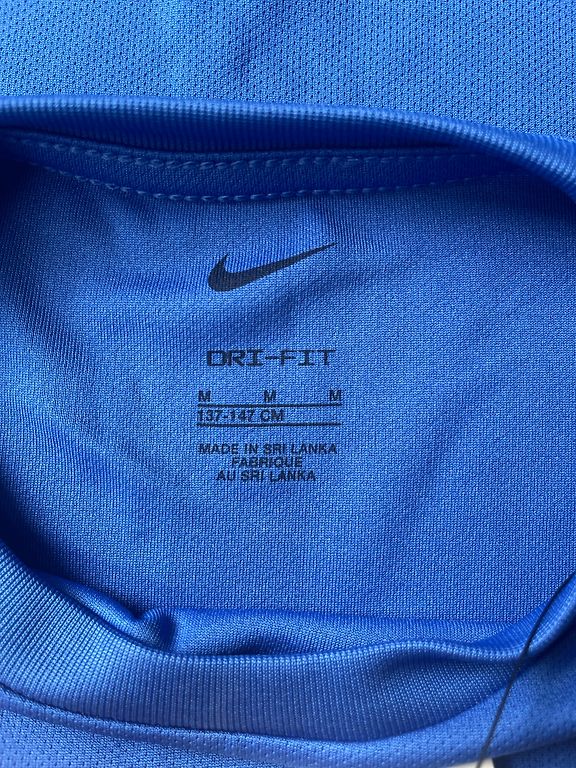 DRI-FIT
M M M
137-147 CM
MADE IN SRI LANKA
FABRIQUE
AU SRI LANKA